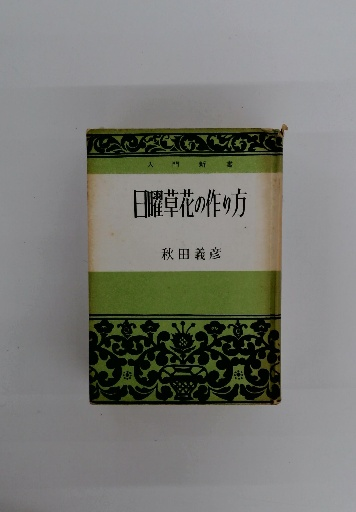 入門新書
日曜草花の作り方
秋田義彦